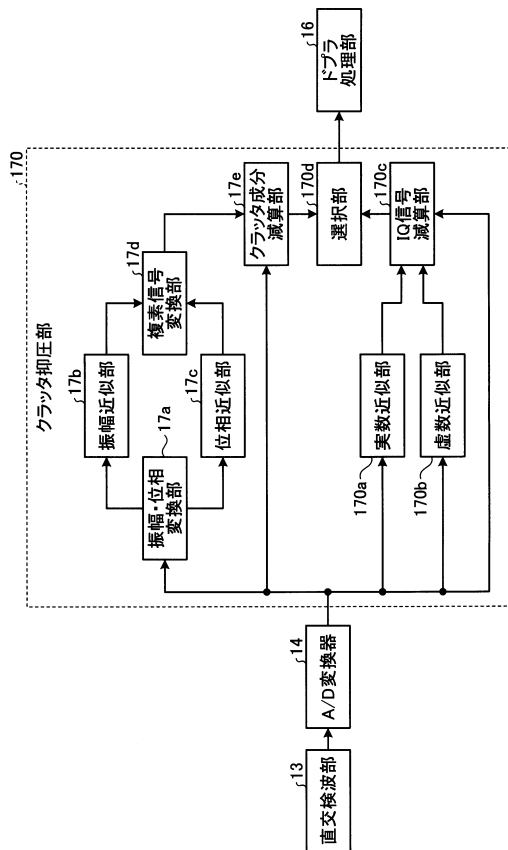 クラッタ抑圧部
170
13
直交検波部
14
A/D変換器
17a
振幅・位相
変換部
17b
振幅近似部
17c
位相近似部
17d
複素信号
変換部
17e
クラッタ成分
減算部
170d
選択部
170c
IQ信号
減算部
実数近似部
170a
虚数近似部
170b
16
ドプラ
処理部